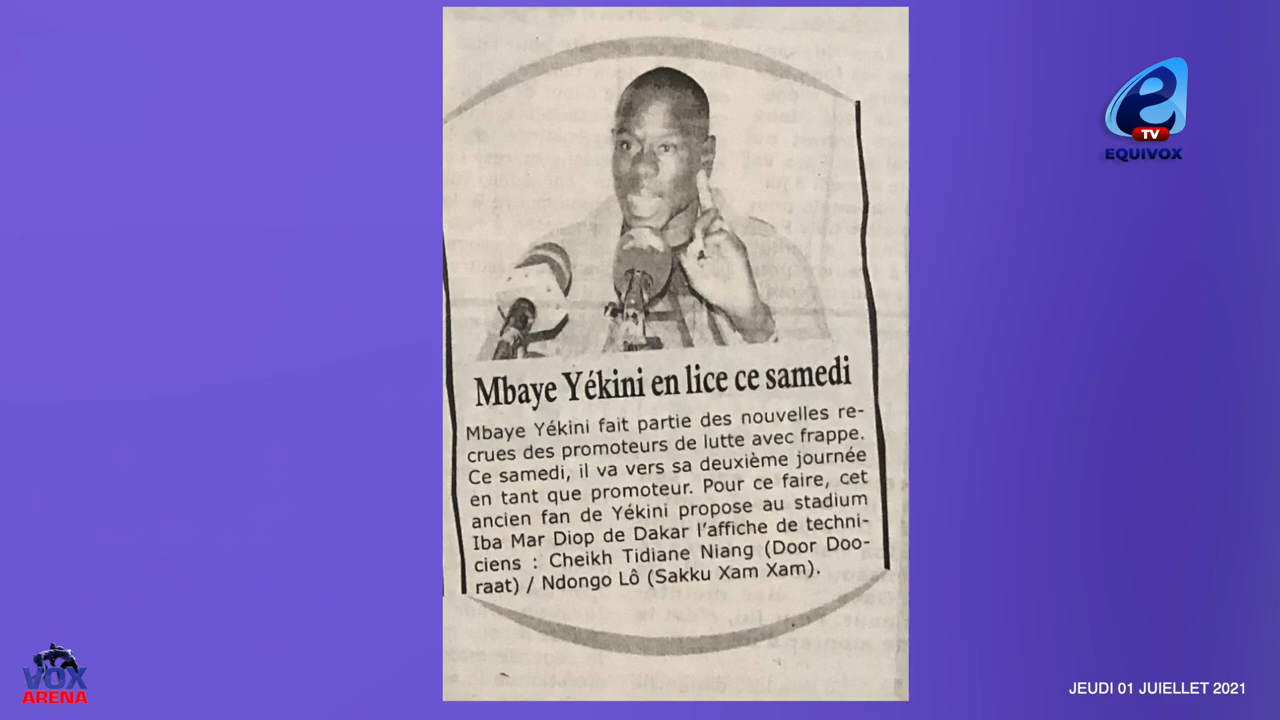 TV
EQUIVOX
Mbaye Yékini en lice ce samedi
Mbaye Yékini fait partie des nouvelles re-
crues des promoteurs de lutte avec frappe.
Ce samedi, il va vers sa deuxième journée
en tant que promoteur. Pour ce faire, cet
ancien fan de Yékini propose au stadium
Iba Mar Diop de Dakar l'affiche de techni-
ciens : Cheikh Tidiane Niang (Door Doo-
raat) / Ndongo Lô (Sakku Xam Xam).
VOX
ARENA
JEUDI 01 JUIELLET 2021